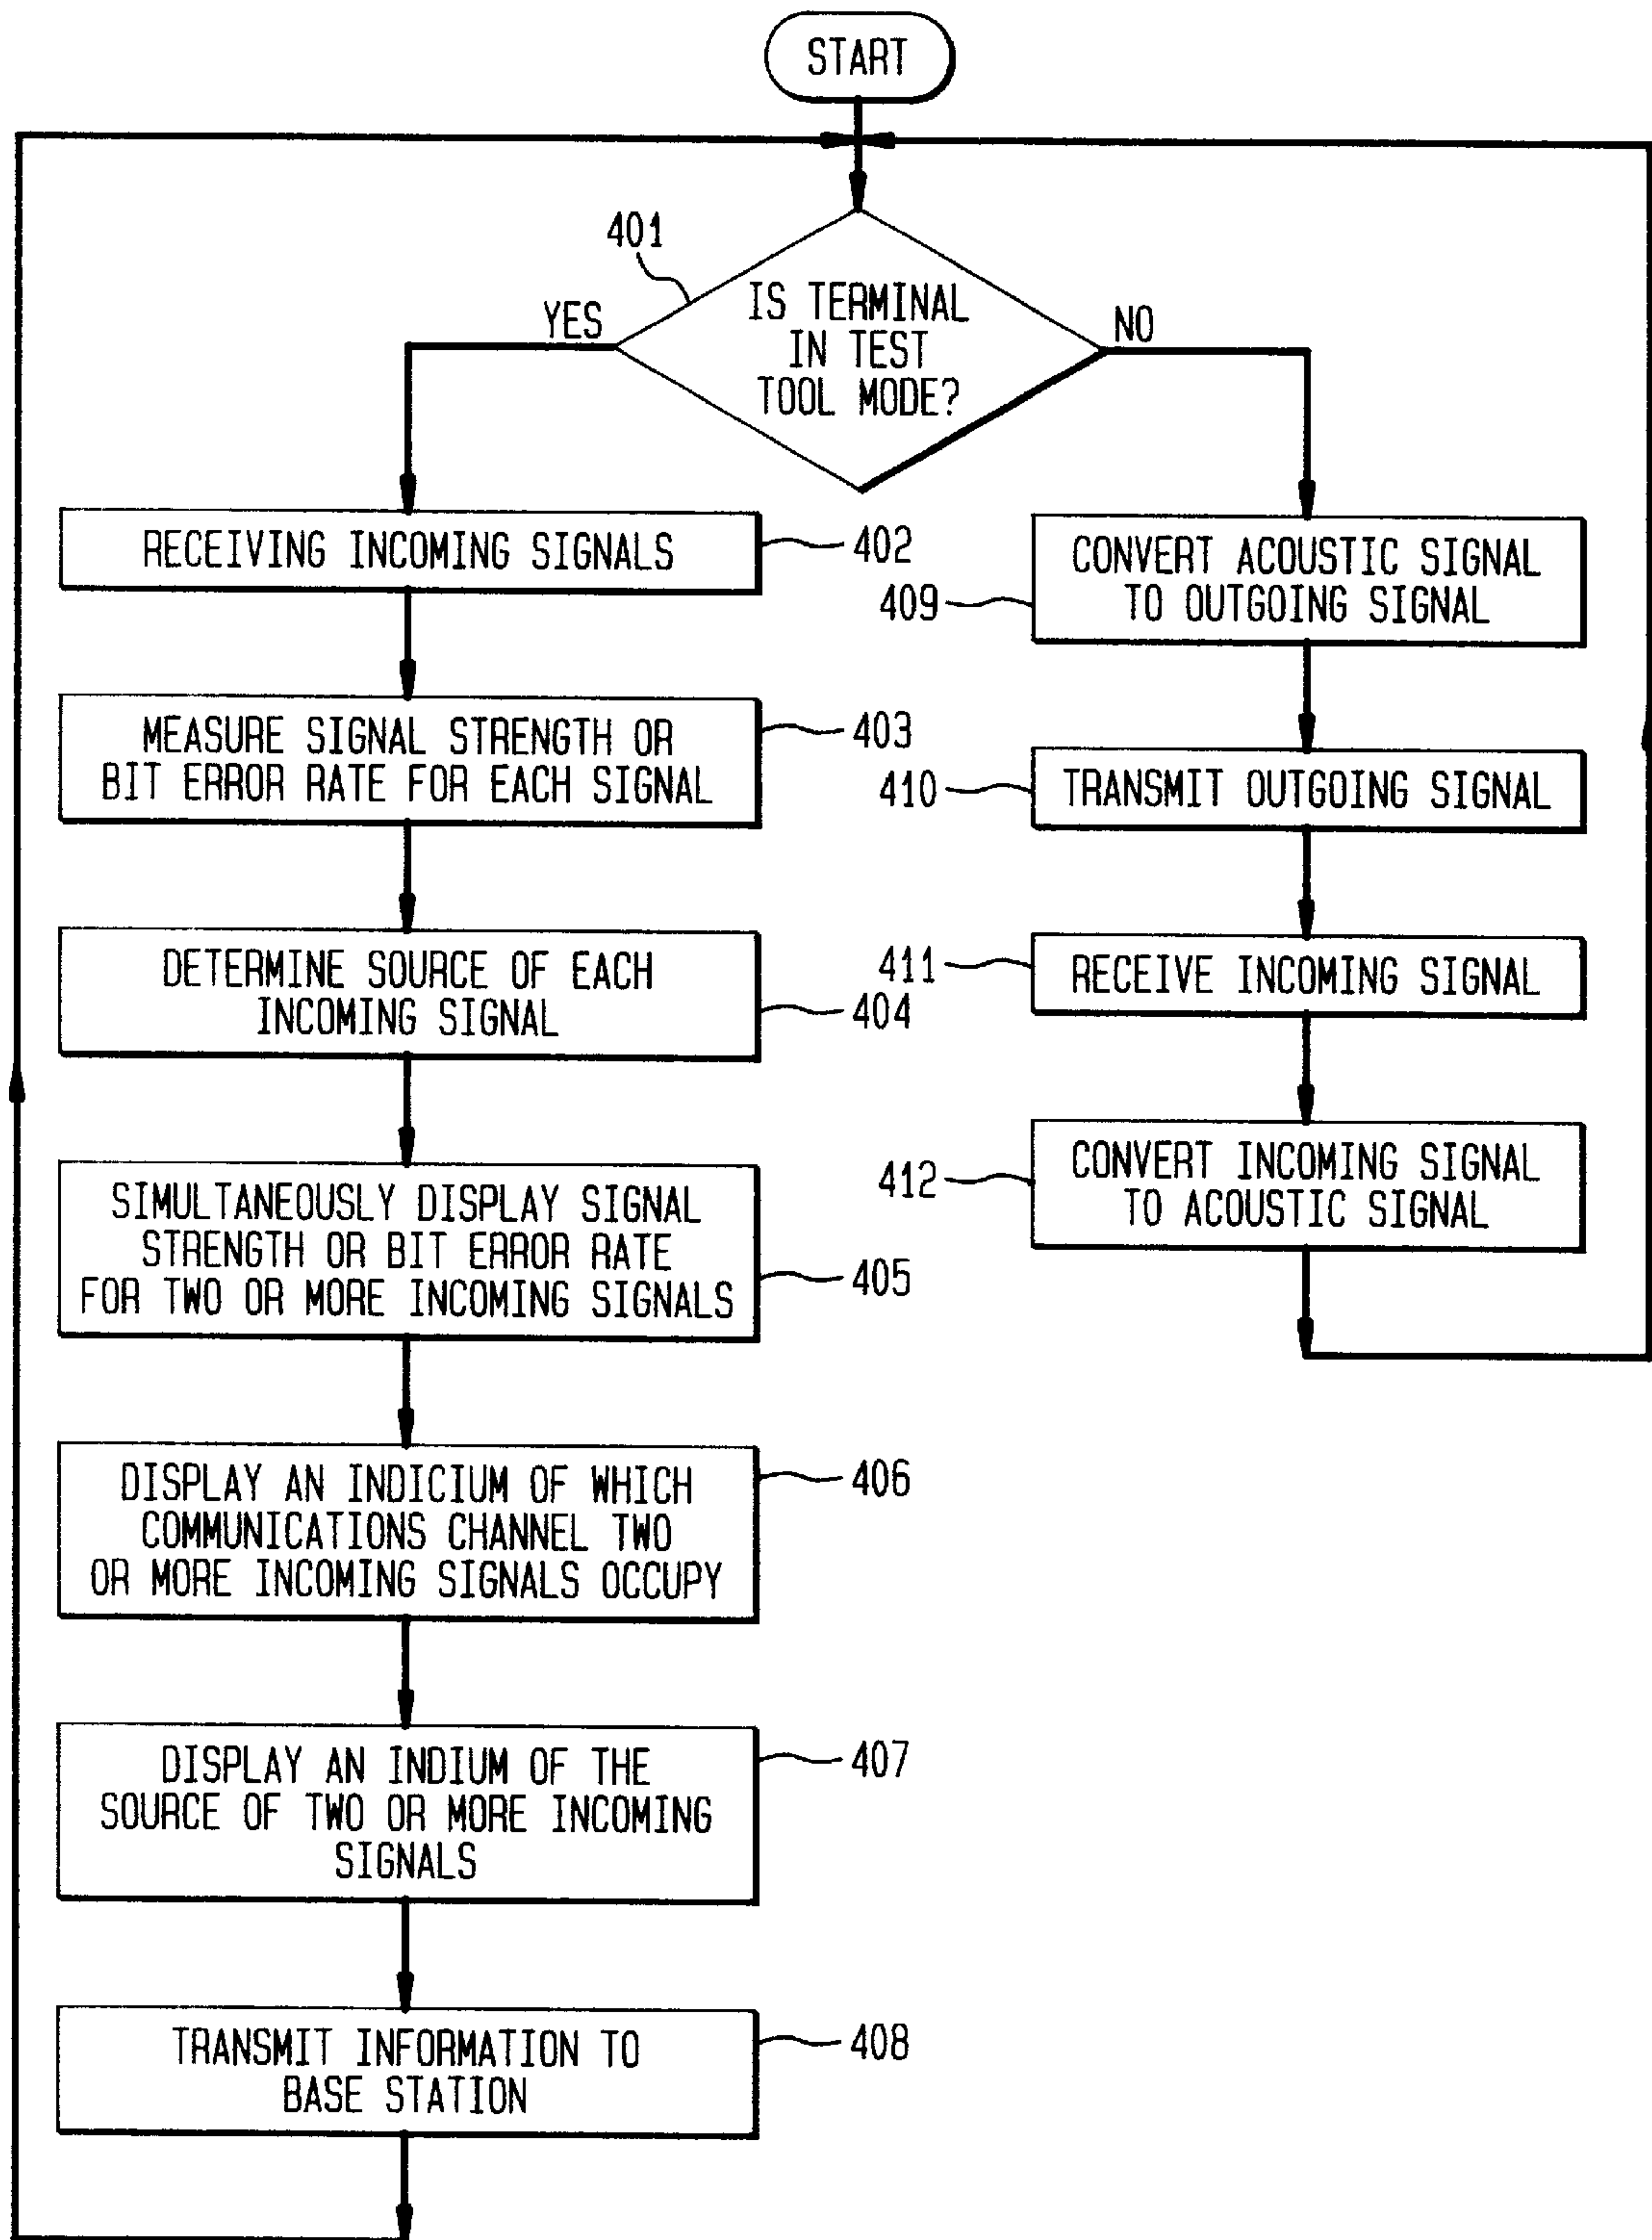 START
401
IS TERMINAL
IN TEST
TOOL MODE?
YES
NO
RECEIVING INCOMING SIGNALS
402
MEASURE SIGNAL STRENGTH OR
BIT ERROR RATE FOR EACH SIGNAL
403
DETERMINE SOURCE OF EACH
INCOMING SIGNAL
404
SIMULTANEOUSLY DISPLAY SIGNAL
STRENGTH OR BIT ERROR RATE
FOR TWO OR MORE INCOMING SIGNALS
405
DISPLAY AN INDICIUM OF WHICH
COMMUNICATIONS CHANNEL TWO
OR MORE INCOMING SIGNALS OCCUPY
406
DISPLAY AN INDIUM OF THE
SOURCE OF TWO OR MORE INCOMING
SIGNALS
407
TRANSMIT INFORMATION TO
BASE STATION
408
CONVERT ACOUSTIC SIGNAL
TO OUTGOING SIGNAL
409
TRANSMIT OUTGOING SIGNAL
410
RECEIVE INCOMING SIGNAL
411
CONVERT INCOMING SIGNAL
TO ACOUSTIC SIGNAL
412